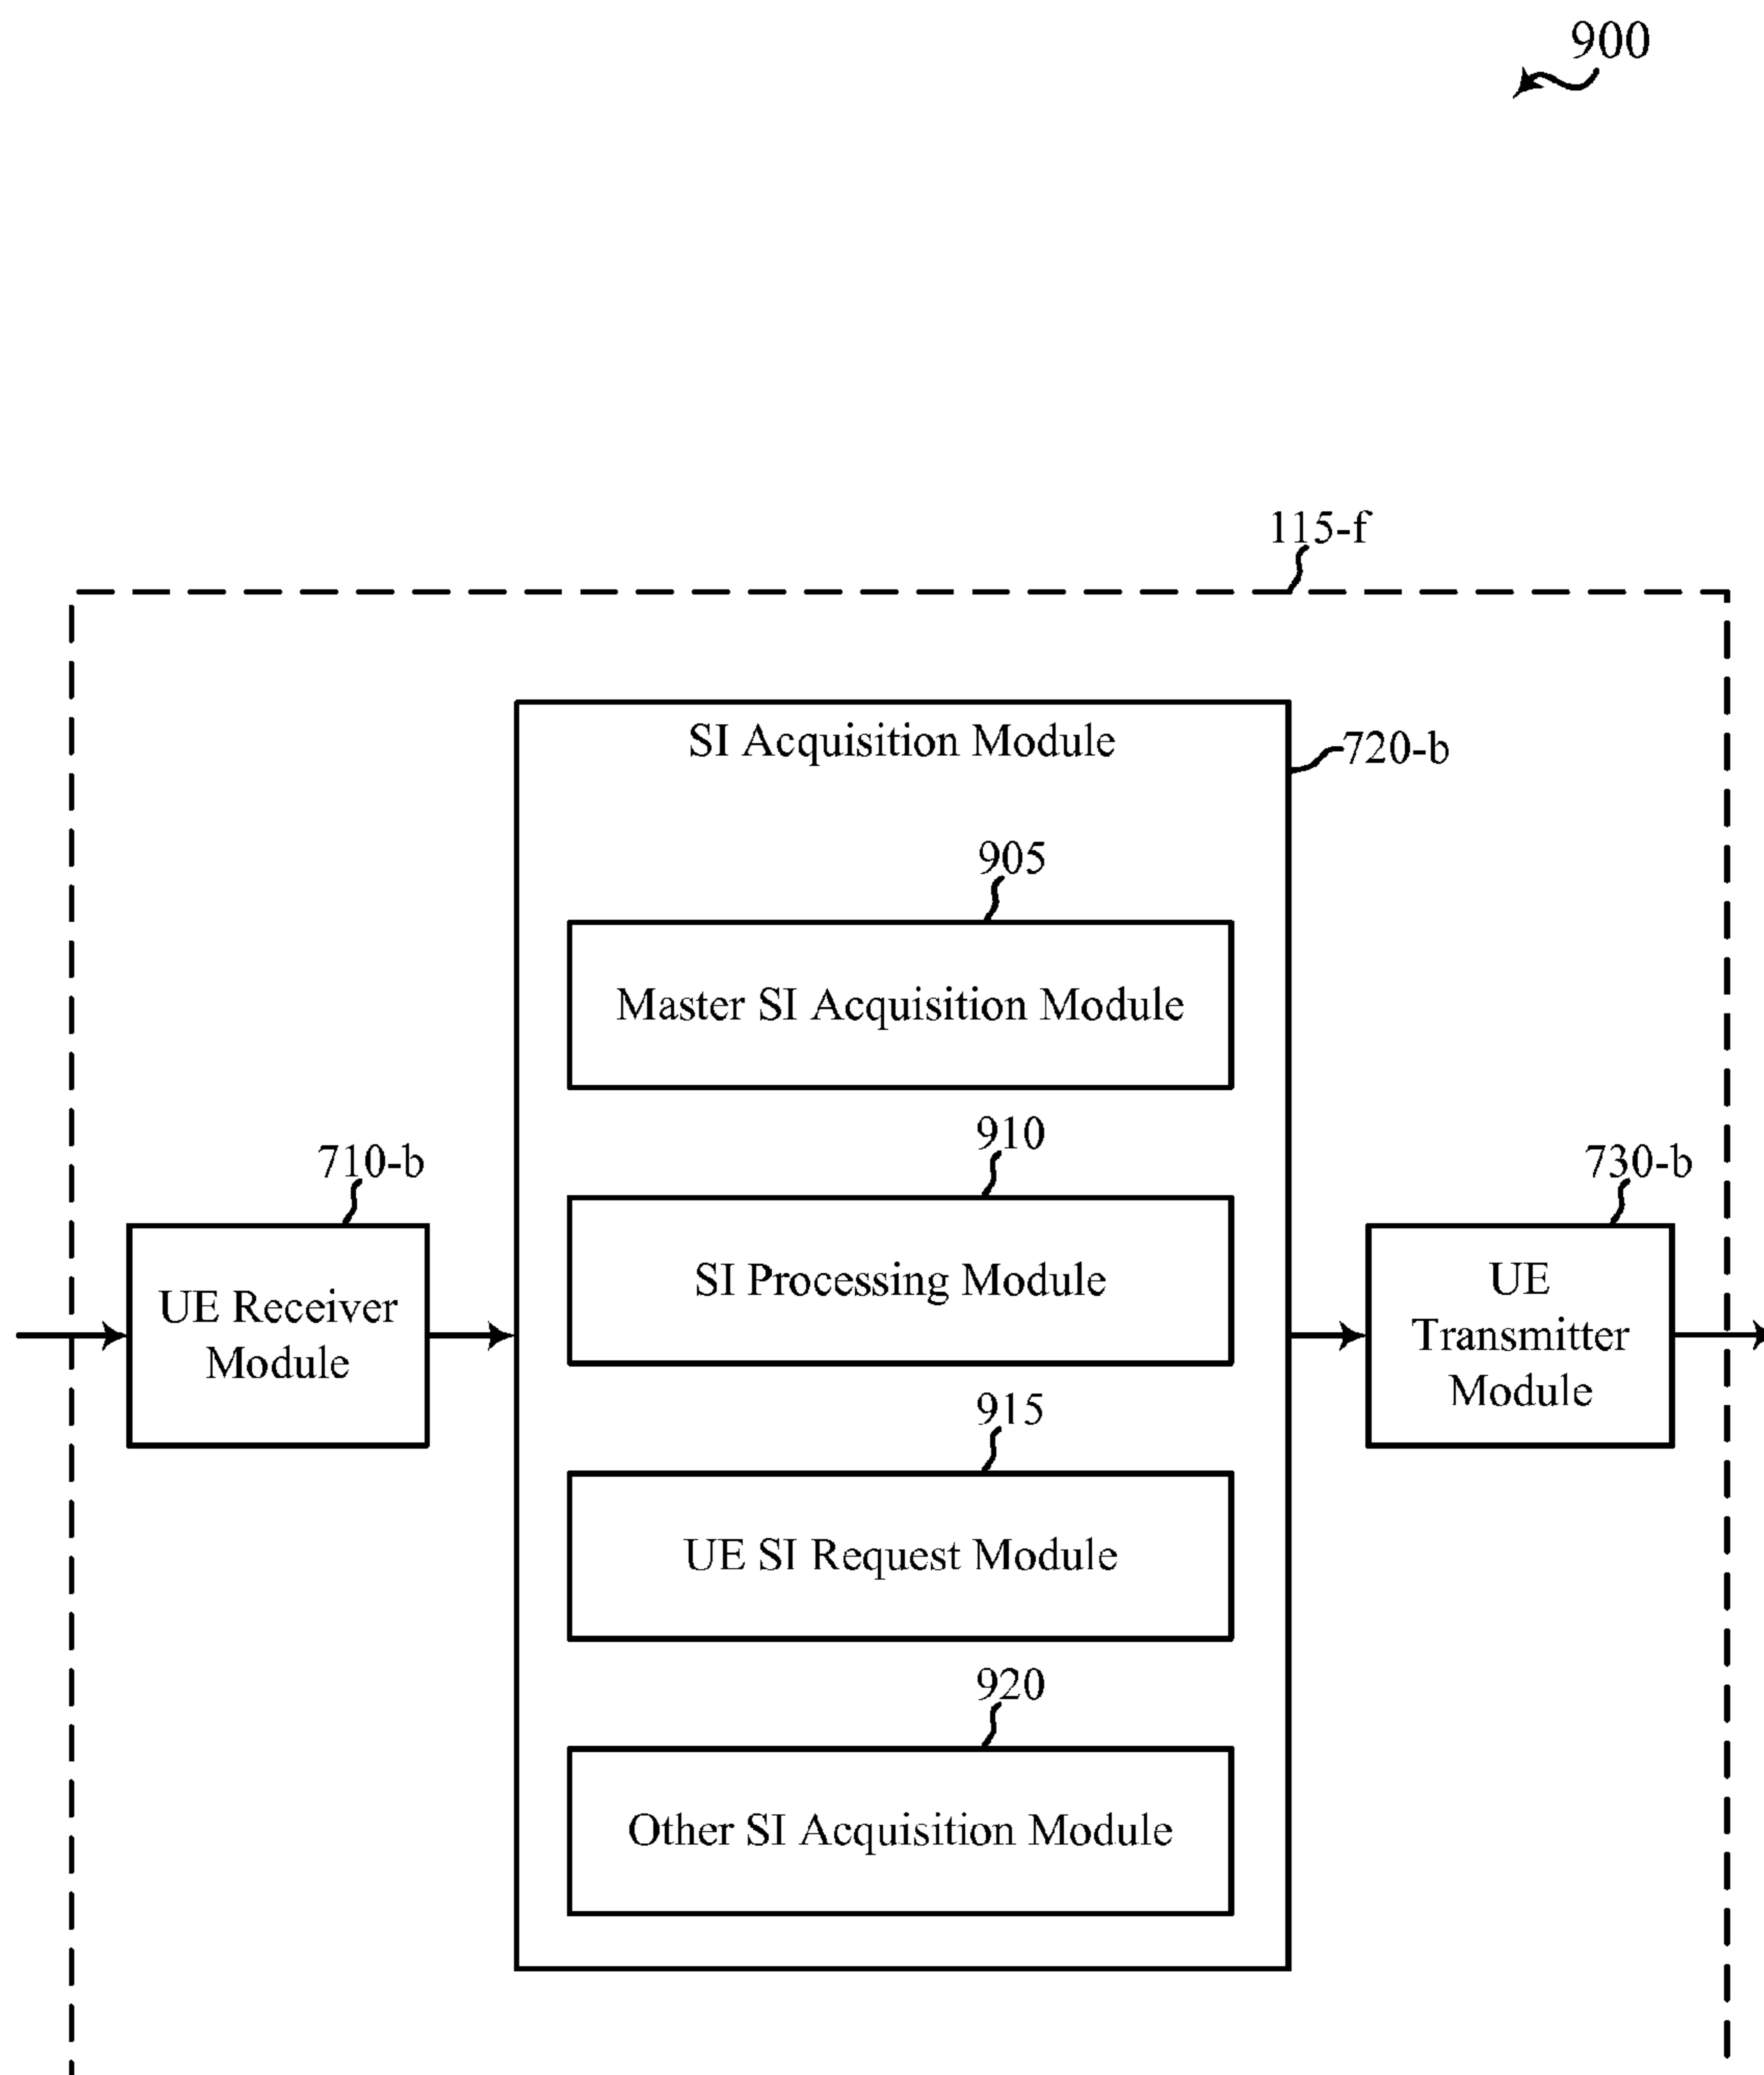 900
115-f
SI Acquisition Module
720-b
905
Master SI Acquisition Module
910
SI Processing Module
710-b
UE Receiver
Module
730-b
UE
Transmitter
Module
915
UE SI Request Module
920
Other SI Acquisition Module